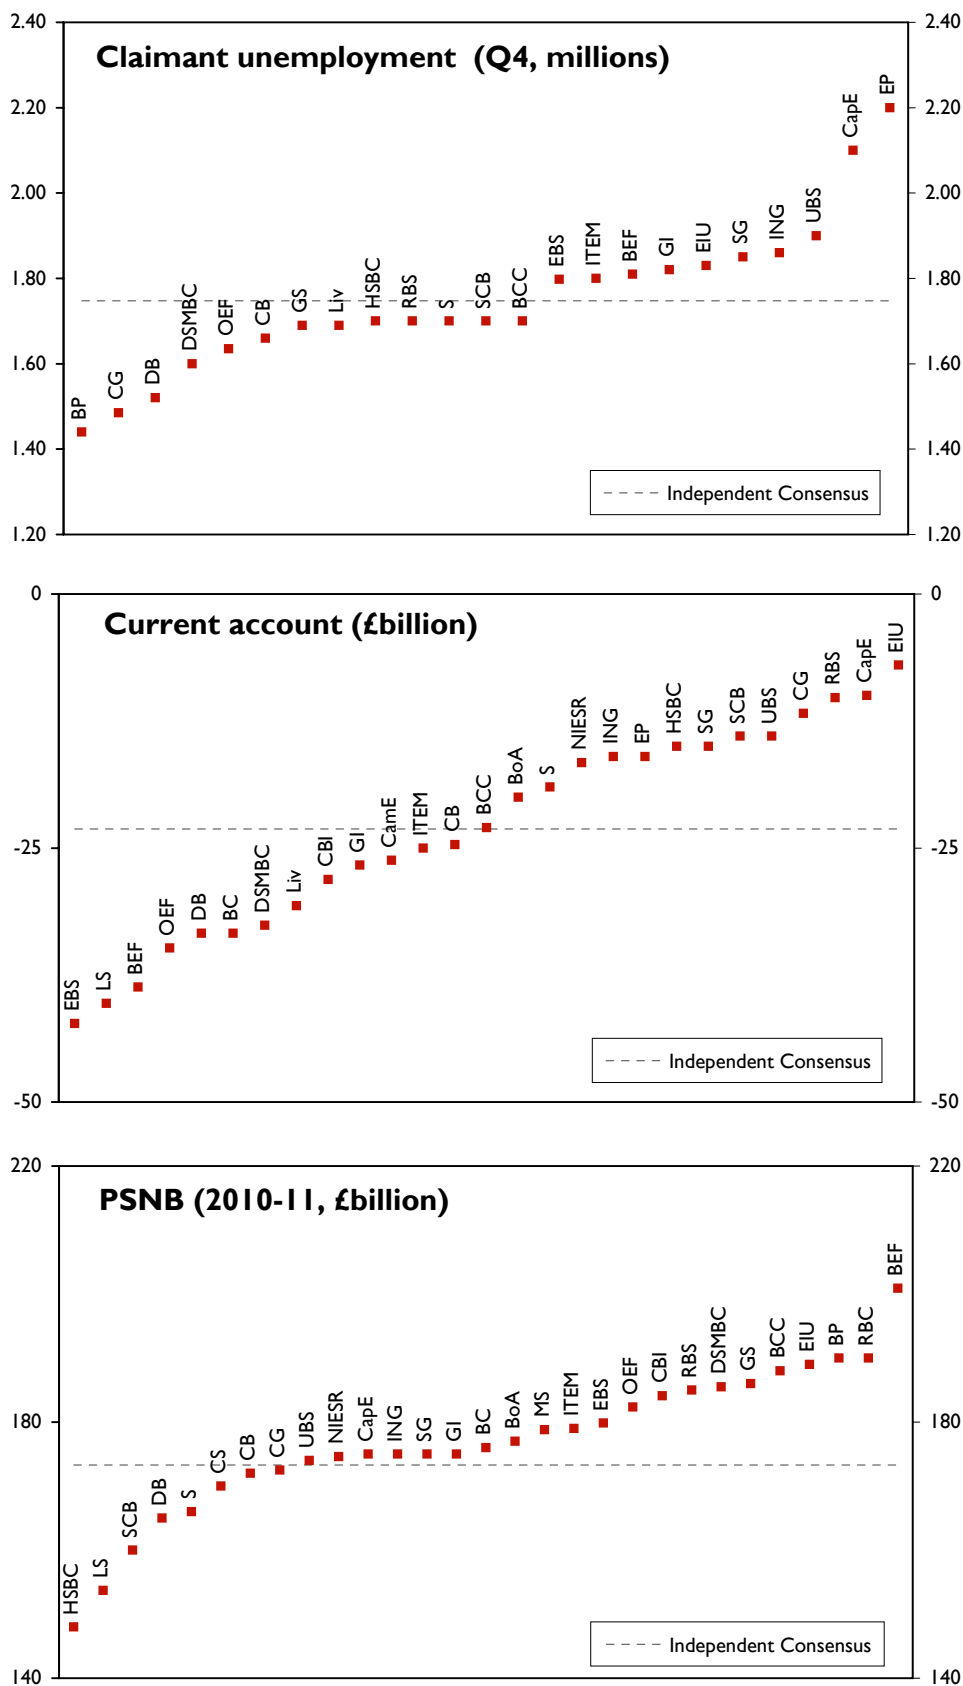 Claimant unemployment (Q4, millions)
2.40
2.20
2.00
1.80
1.60
1.40
1.20
2.40
2.20
2.00
1.80
1.60
1.40
1.20
BP
CG
DB
DSMBC
OEF
CB
GS
Liv
HSBC
RBS
S
SCB
BCC
EBS
ITEM
BEF
GI
EIU
SG
ING
UBS
CapE
EP
Independent Consensus
Current account (£billion)
0
-25
-50
0
-25
-50
EBS
LS
BEF
OEF
DB
BC
DSMBC
Liv
CBI
GI
CamE
ITEM
CB
BCC
BoA
S
NIESR
ING
EP
HSBC
SG
SCB
UBS
CG
RBS
CapE
EIU
Independent Consensus
PSNB (2010-11, £billion)
220
180
140
220
180
140
HSBC
LS
SCB
DB
S
CS
CB
CG
UBS
NIESR
CapE
ING
SG
GI
BC
BoA
MS
ITEM
EBS
OEF
CBI
RBS
DSMBC
GS
BCC
EIU
BP
RBC
BEF
Independent Consensus